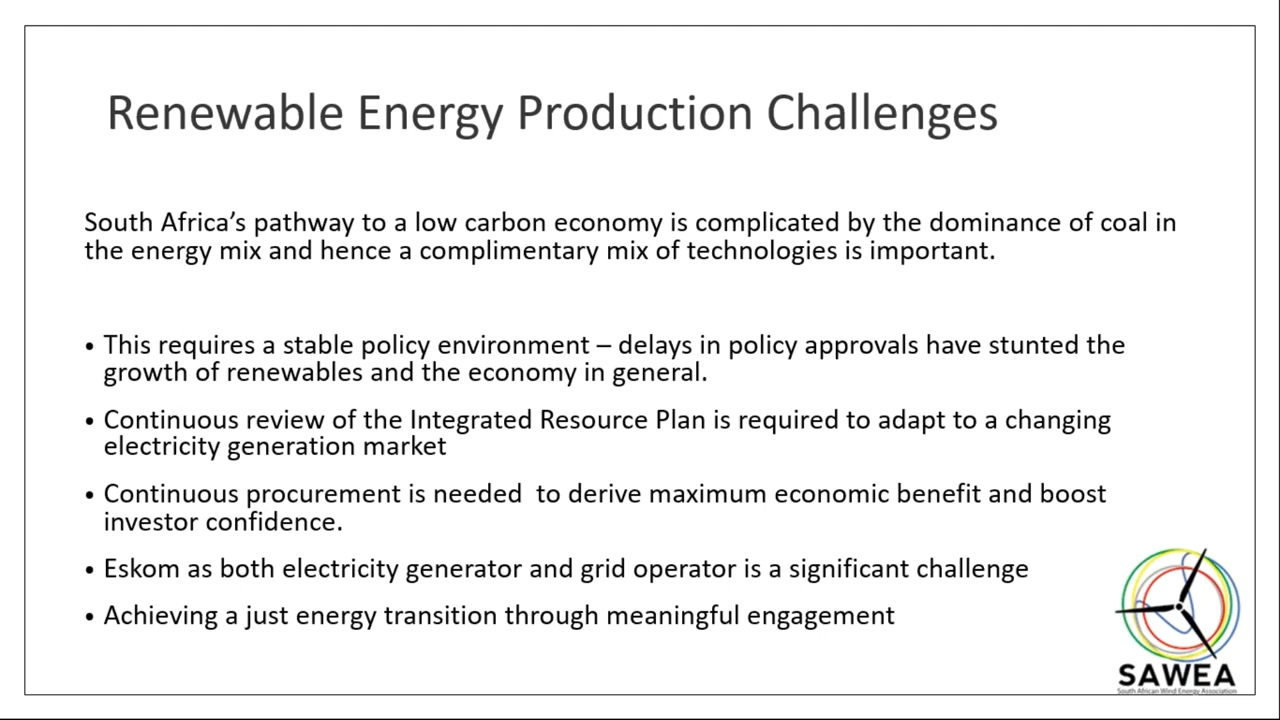 Renewable Energy Production Challenges
South Africa’s pathway to a low carbon economy is complicated by the dominance of coal in
the energy mix and hence a complimentary mix of technologies is important.
• This requires a stable policy environment – delays in policy approvals have stunted the
growth of renewables and the economy in general.
• Continuous review of the Integrated Resource Plan is required to adapt to a changing
electricity generation market
• Continuous procurement is needed  to derive maximum economic benefit and boost
investor confidence.
• Eskom as both electricity generator and grid operator is a significant challenge
• Achieving a just energy transition through meaningful engagement
SAWEA
South African Wind Energy Association